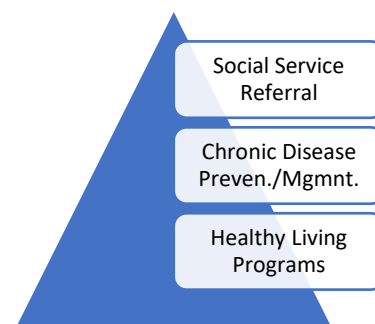 Social Service
Referral
Chronic Disease
Preven./Mgmnt.
Healthy Living
Programs